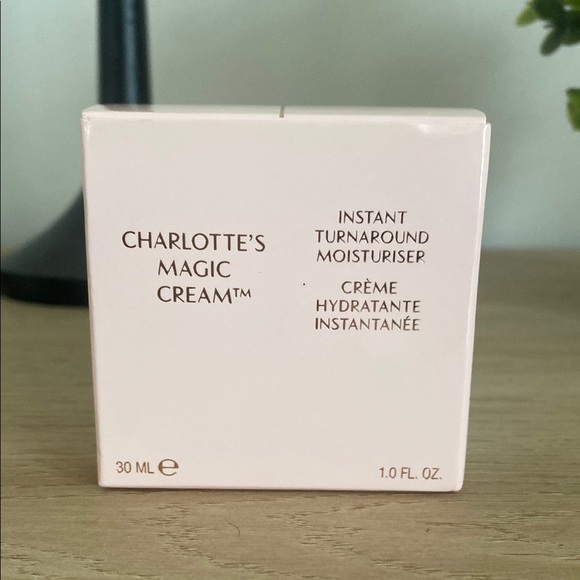 CHARLOTTE'S
MAGIC
CREAM™
INSTANT
TURNAROUND
MOISTURISER
CRÈME
HYDRATANTE
INSTANTANÉE
30 ML ℮
1.0 FL. OZ.